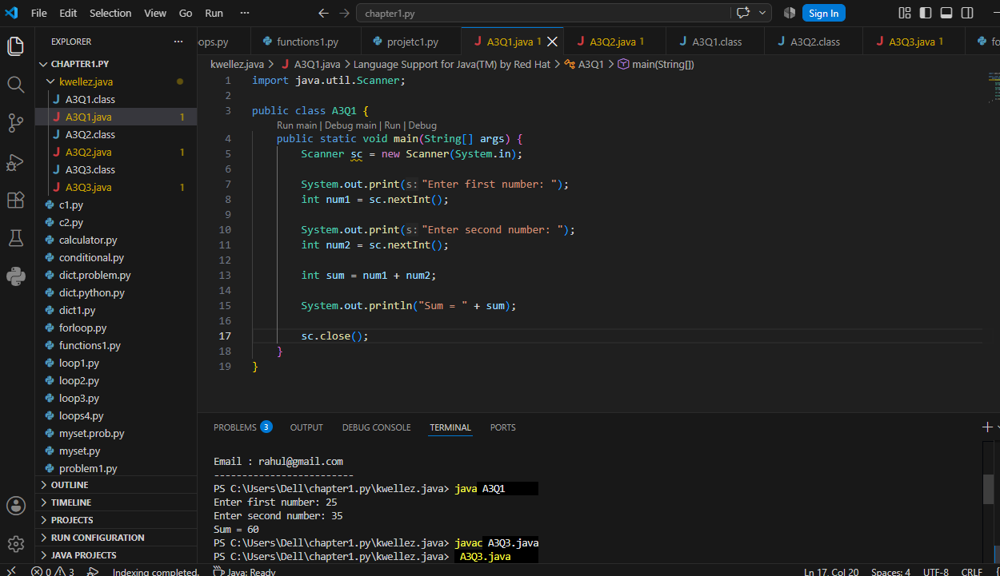 File Edit Selection View Go Run ··· chapter1.py Sign In
EXPLORER ···
CHAPTER1.PY
kwellez.java
A3Q1.class
A3Q1.java 1
A3Q2.class
A3Q2.java 1
A3Q3.class
A3Q3.java 1
c1.py
c2.py
calculator.py
conditional.py
dict.problem.py
dict.python.py
dict1.py
forloop.py
functions1.py
loop1.py
loop2.py
loop3.py
loops4.py
myset.prob.py
myset.py
problem1.py
OUTLINE
TIMELINE
PROJECTS
RUN CONFIGURATION
JAVA PROJECTS
oops.py functions1.py projetc1.py A3Q1.java 1 A3Q2.java 1 A3Q1.class A3Q2.class A3Q3.java 1 fo
kwellez.java > A3Q1.java > Language Support for Java(TM) by Red Hat > A3Q1 > main(String[])
1 import java.util.Scanner;
2
3 public class A3Q1 {
Run main | Debug main | Run | Debug
4 public static void main(String[] args) {
5 Scanner sc = new Scanner(System.in);
6
7 System.out.print(s: "Enter first number: ");
8 int num1 = sc.nextInt();
9
10 System.out.print(s: "Enter second number: ");
11 int num2 = sc.nextInt();
12
13 int sum = num1 + num2;
14
15 System.out.println("Sum = " + sum);
16
17 sc.close();
18 }
19 }
PROBLEMS 3 OUTPUT DEBUG CONSOLE TERMINAL PORTS
Email : rahul@gmail.com
-------------------------
PS C:\Users\Dell\chapter1.py\kwellez.java> java A3Q1
Enter first number: 25
Enter second number: 35
Sum = 60
PS C:\Users\Dell\chapter1.py\kwellez.java> javac A3Q3.java
PS C:\Users\Dell\chapter1.py\kwellez.java> A3Q3.java
0 3 Indexing completed. Java: Ready Ln 17, Col 20 Spaces: 4 UTF-8 CRLF